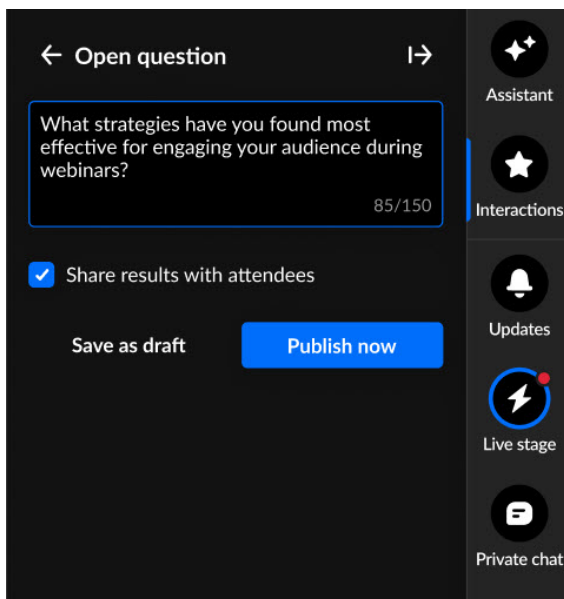 Open question
What strategies have you found most
effective for engaging your audience during
webinars?
85/150
Share results with attendees
Save as draft
Publish now
Assistant
Interactions
Updates
Live stage
Private chat